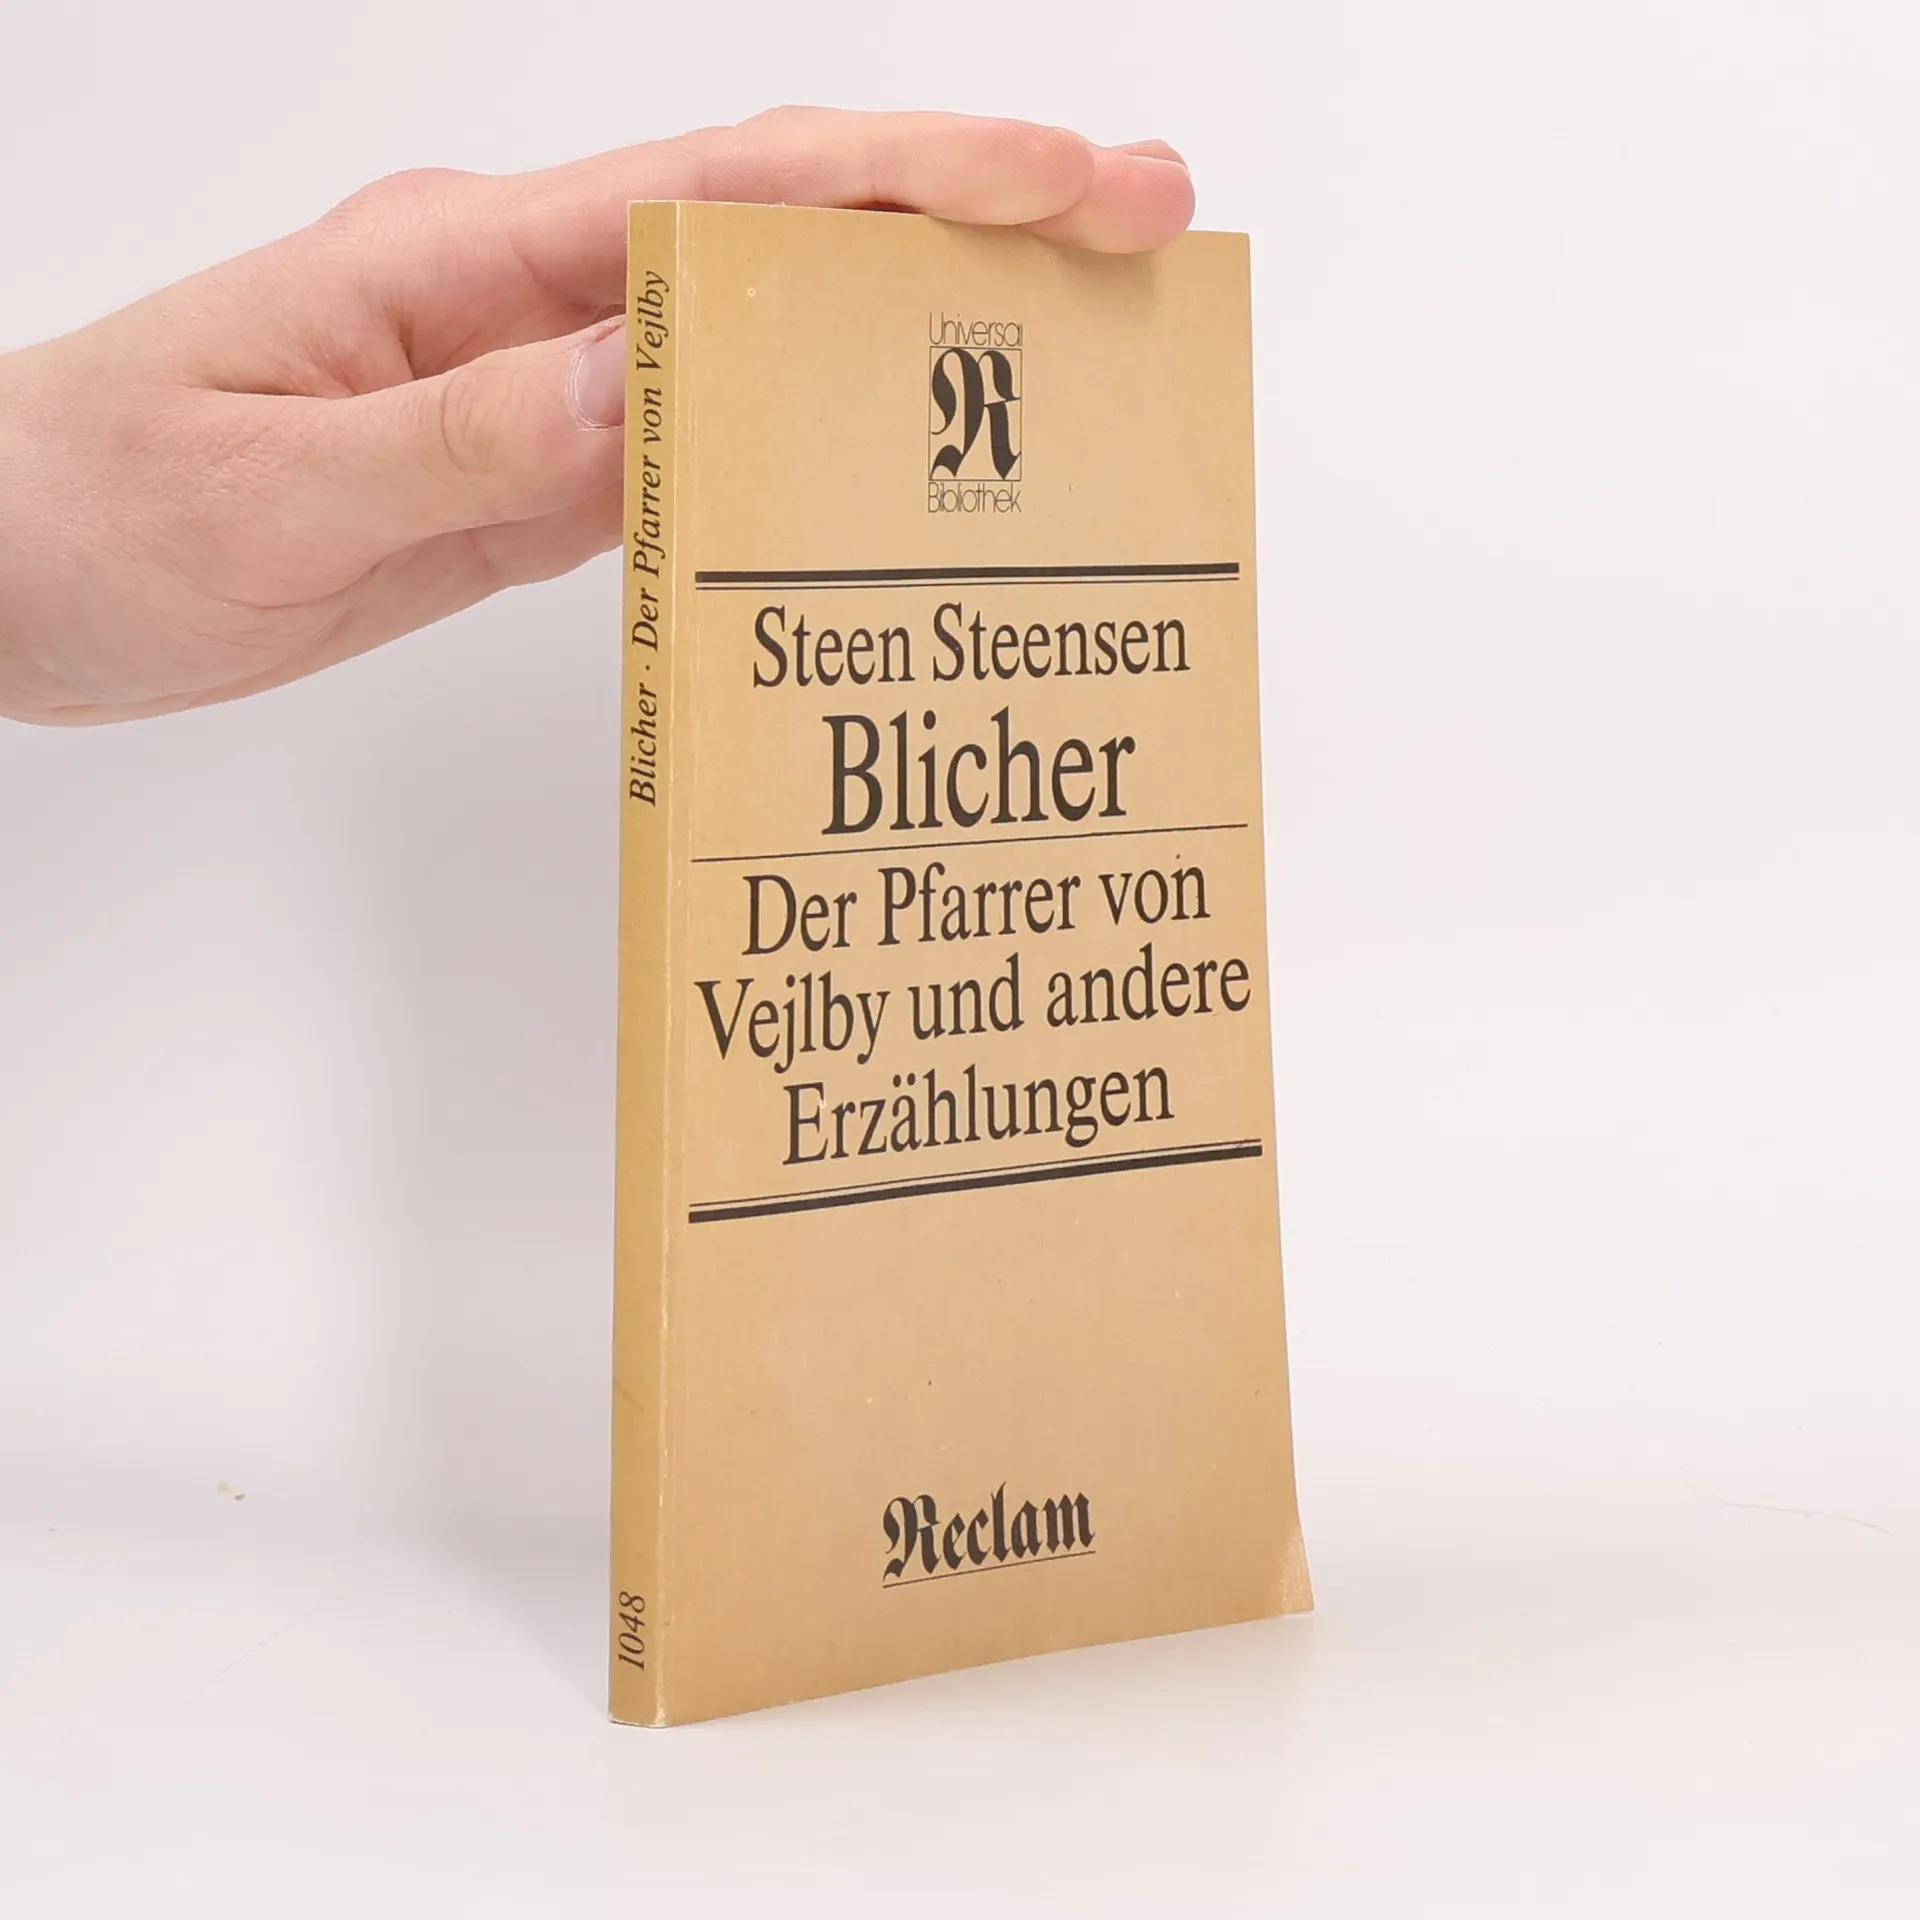 Blicher · Der Pfarrer von Vejlby
1048
Universal
R
Bibliothek
Steen Steensen
Blicher
Der Pfarrer von
Vejlby und andere
Erzählungen
Reclam